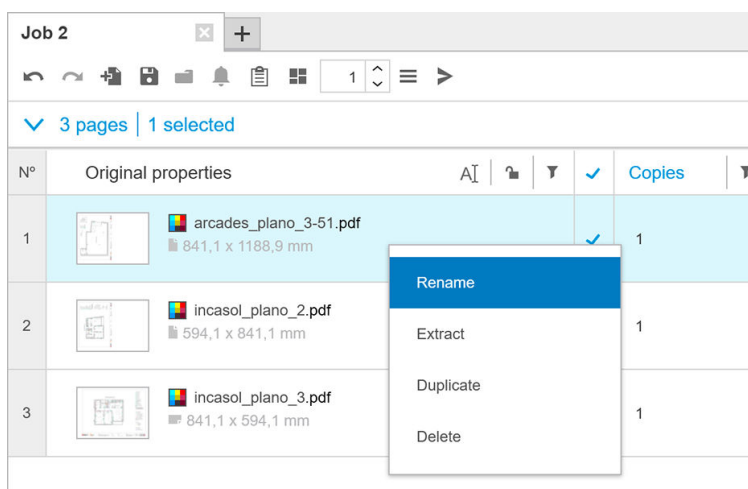 Job 2
1
3 pages | 1 selected
Nº Original properties Copies
1 arcades_plano_3-51.pdf 1
841,1 x 1188,9 mm
Rename
2 incasol_plano_2.pdf 1
594,1 x 841,1 mm
Extract
Duplicate
3 incasol_plano_3.pdf 1
841,1 x 594,1 mm
Delete